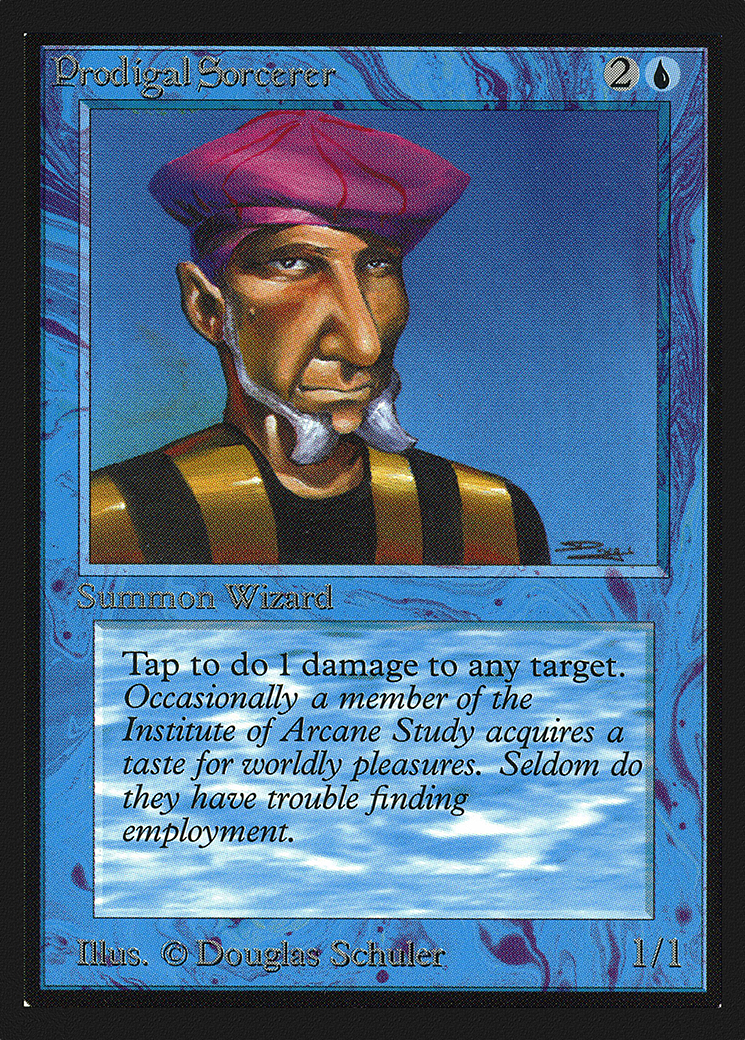 Prodigal Sorcerer 2
Summon Wizard
Tap to do 1 damage to any target.
Occasionally a member of the
Institute of Arcane Study acquires a
taste for worldly pleasures. Seldom do
they have trouble finding
employment.
Illus. © Douglas Schuler 1/1